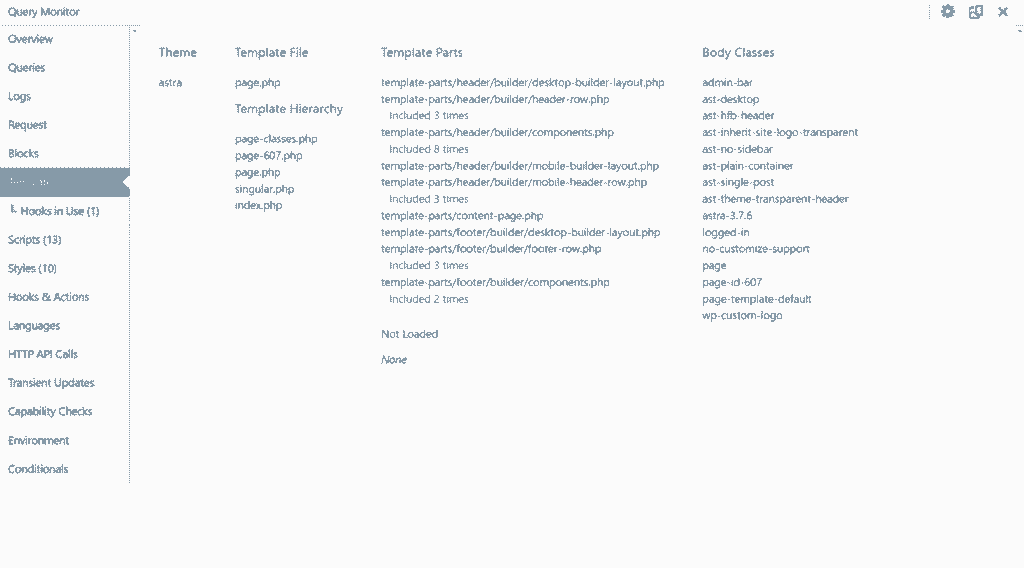 Query Monitor
Overview
Queries
Logs
Request
Blocks
Hooks in Use (1)
Scripts (13)
Styles (10)
Hooks & Actions
Languages
HTTP API Calls
Transient Updates
Capability Checks
Environment
Conditionals
Theme
astra
Template File
page.php
Template Hierarchy
page-classes.php
page-607.php
page.php
singular.php
index.php
Template Parts
template-parts/header/builder/desktop-builder-layout.php
template-parts/header/builder/header-row.php
Included 3 times
template-parts/header/builder/components.php
Included 8 times
template-parts/header/builder/mobile-builder-layout.php
template-parts/header/builder/mobile-header-row.php
Included 3 times
template-parts/content-page.php
template-parts/footer/builder/desktop-builder-layout.php
template-parts/footer/builder/footer-row.php
Included 3 times
template-parts/footer/builder/components.php
Included 2 times
Not Loaded
None
Body Classes
admin-bar
ast-desktop
ast-hfb-header
ast-inherit-site-logo-transparent
ast-no-sidebar
ast-plain-container
ast-single-post
ast-theme-transparent-header
astra-3.7.6
logged-in
no-customize-support
page
page-id-607
page-template-default
wp-custom-logo